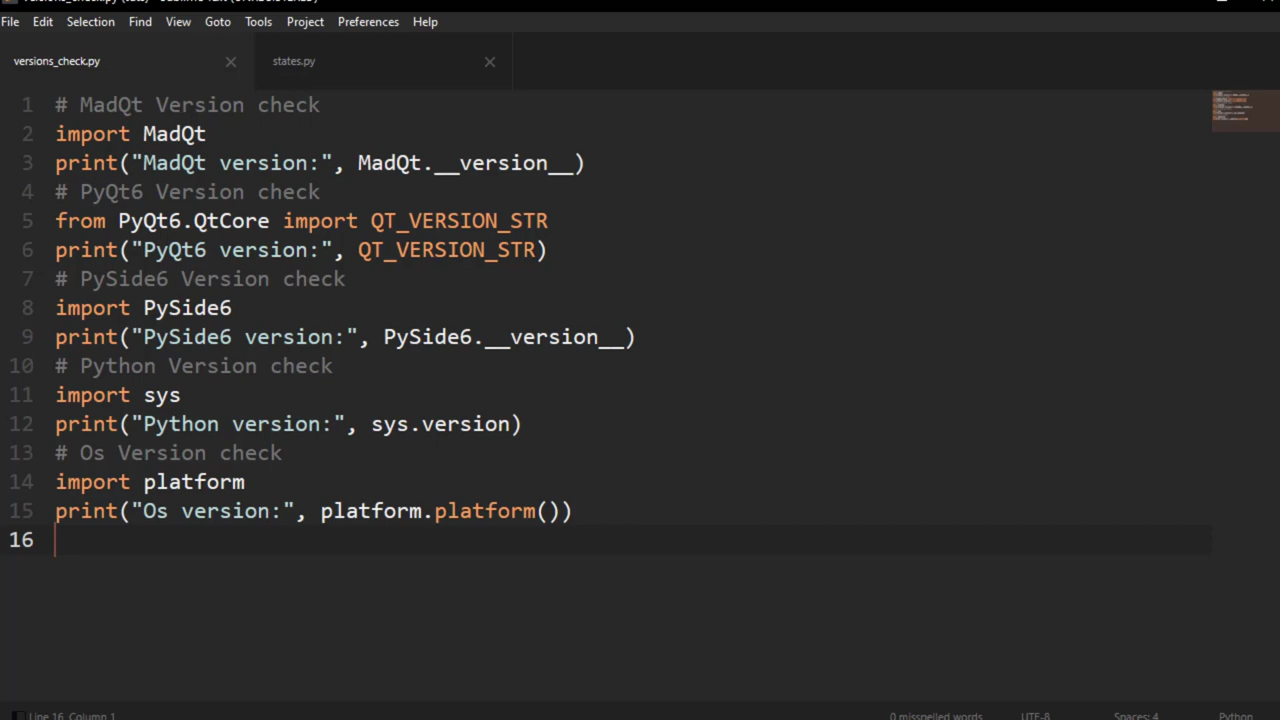 File Edit Selection Find View Goto Tools Project Preferences Help
versions_check.py states.py
1 # MadQt Version check
2 import MadQt
3 print("MadQt version:", MadQt.__version__)
4 # PyQt6 Version check
5 from PyQt6.QtCore import QT_VERSION_STR
6 print("PyQt6 version:", QT_VERSION_STR)
7 # PySide6 Version check
8 import PySide6
9 print("PySide6 version:", PySide6.__version__)
10 # Python Version check
11 import sys
12 print("Python version:", sys.version)
13 # Os Version check
14 import platform
15 print("Os version:", platform.platform())
16
Line 16, Column 1 0 misspelled words UTF-8 Spaces: 4 Python